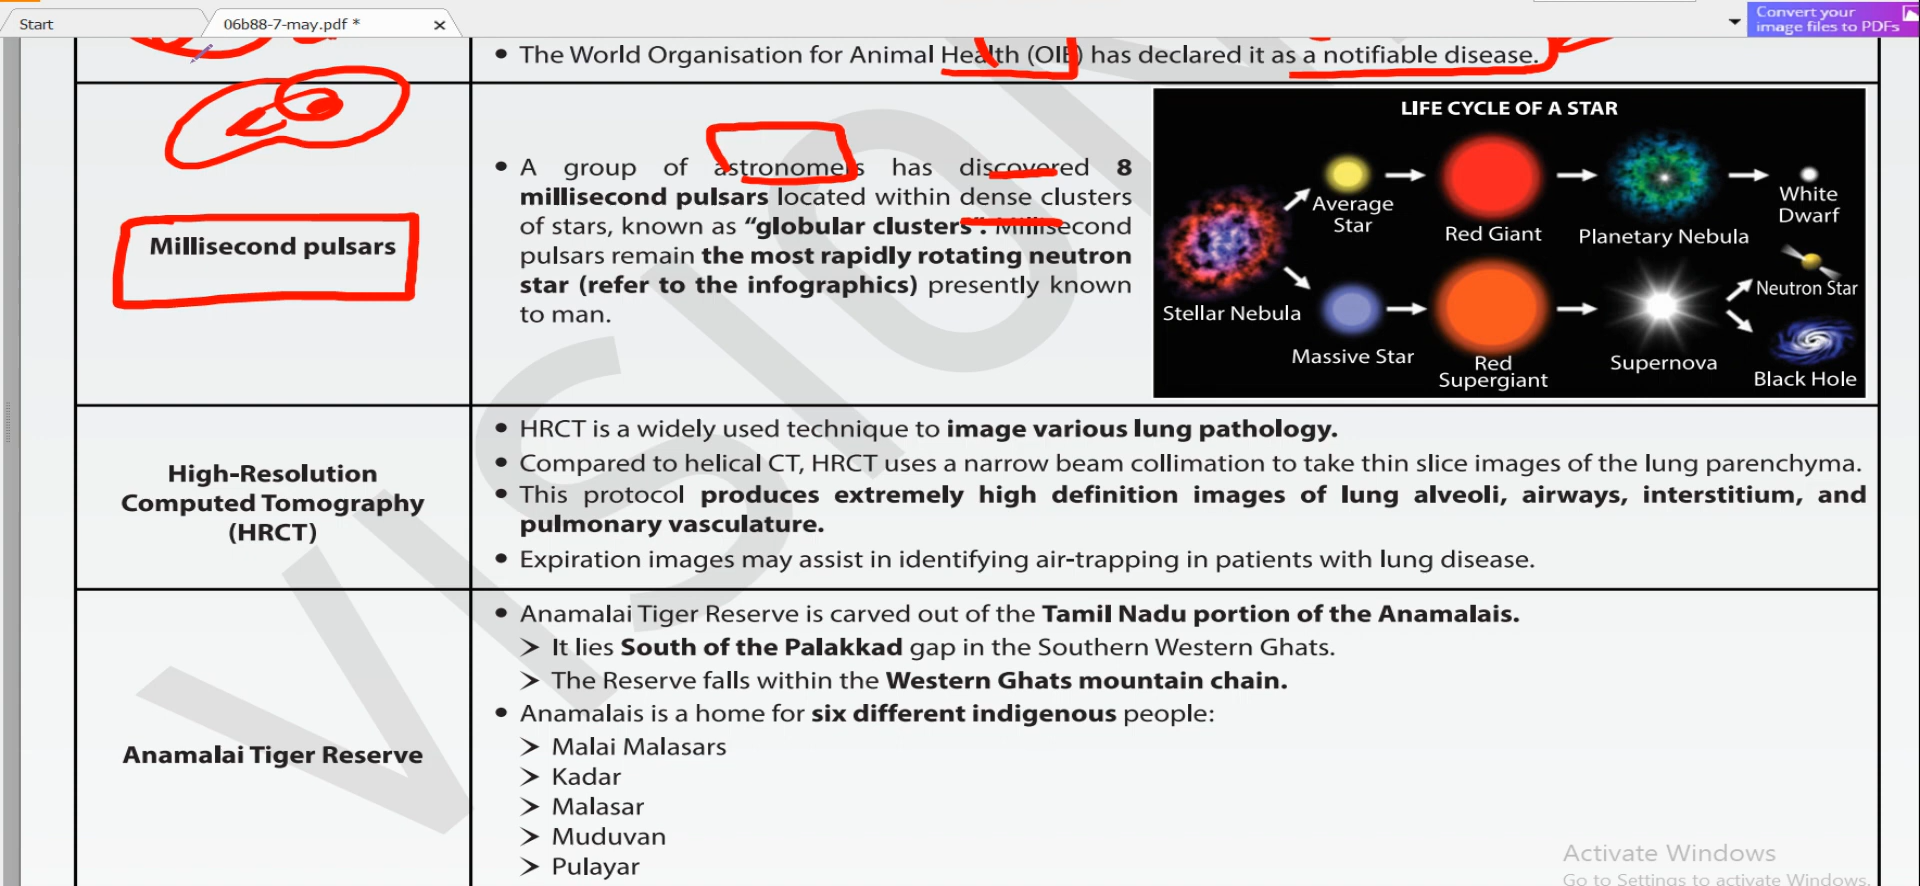 Start
06b88-7-may.pdf *
Convert your
image files to PDFs
• The World Organisation for Animal Health (OIE) has declared it as a notifiable disease.
Millisecond pulsars
• A group of astronomers has discovered 8
millisecond pulsars located within dense clusters
of stars, known as “globular clusters”. Millisecond
pulsars remain the most rapidly rotating neutron
star (refer to the infographics) presently known
to man.
LIFE CYCLE OF A STAR
Stellar Nebula
Average
Star
Red Giant
Planetary Nebula
White
Dwarf
Massive Star
Red
Supergiant
Supernova
Neutron Star
Black Hole
High-Resolution
Computed Tomography
(HRCT)
• HRCT is a widely used technique to image various lung pathology.
• Compared to helical CT, HRCT uses a narrow beam collimation to take thin slice images of the lung parenchyma.
• This protocol produces extremely high definition images of lung alveoli, airways, interstitium, and
pulmonary vasculature.
• Expiration images may assist in identifying air-trapping in patients with lung disease.
Anamalai Tiger Reserve
• Anamalai Tiger Reserve is carved out of the Tamil Nadu portion of the Anamalais.
➢ It lies South of the Palakkad gap in the Southern Western Ghats.
➢ The Reserve falls within the Western Ghats mountain chain.
• Anamalais is a home for six different indigenous people:
➢ Malai Malasars
➢ Kadar
➢ Malasar
➢ Muduvan
➢ Pulayar
VISION
Activate Windows
Go to Settings to activate Windows.